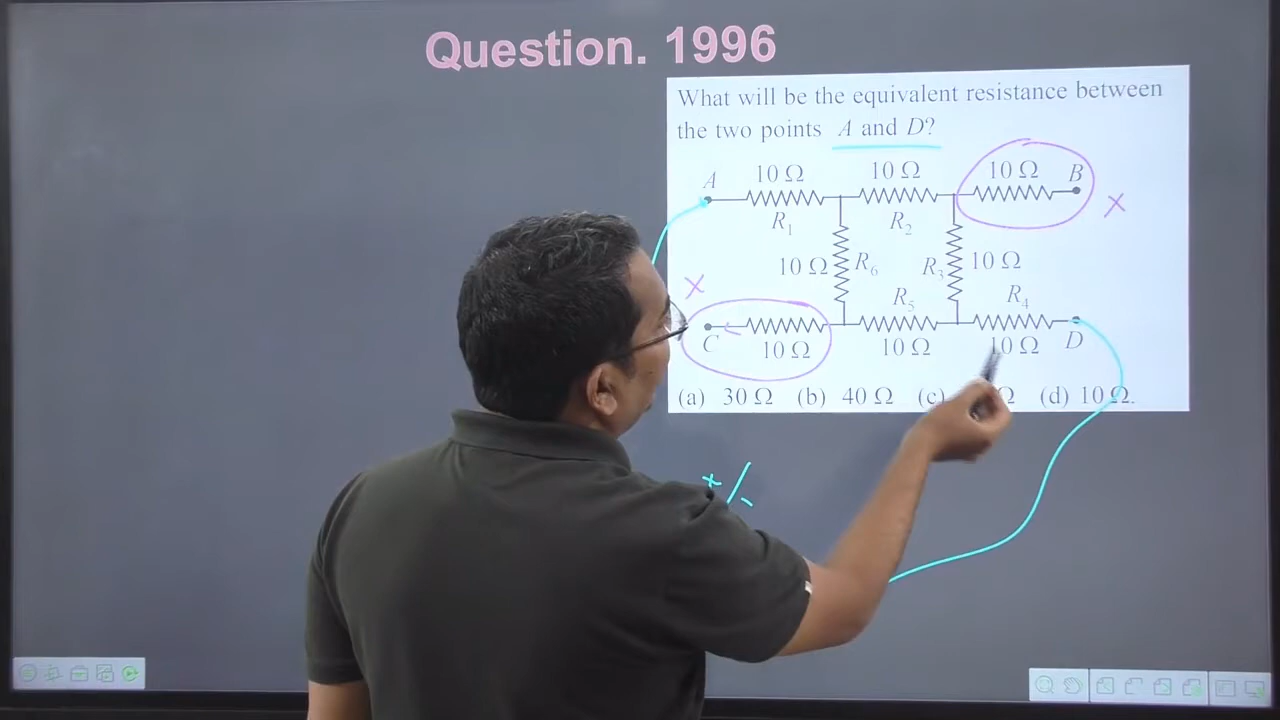 Question. 1996
What will be the equivalent resistance between
the two points A and D?
10 Ω 10 Ω 10 Ω B
A
R1 R2 X
10 Ω R6 R3 10 Ω
X R5 R4
C 10 Ω 10 Ω 10 Ω D
(a) 30 Ω (b) 40 Ω (c) Ω (d) 10 Ω.
+/-